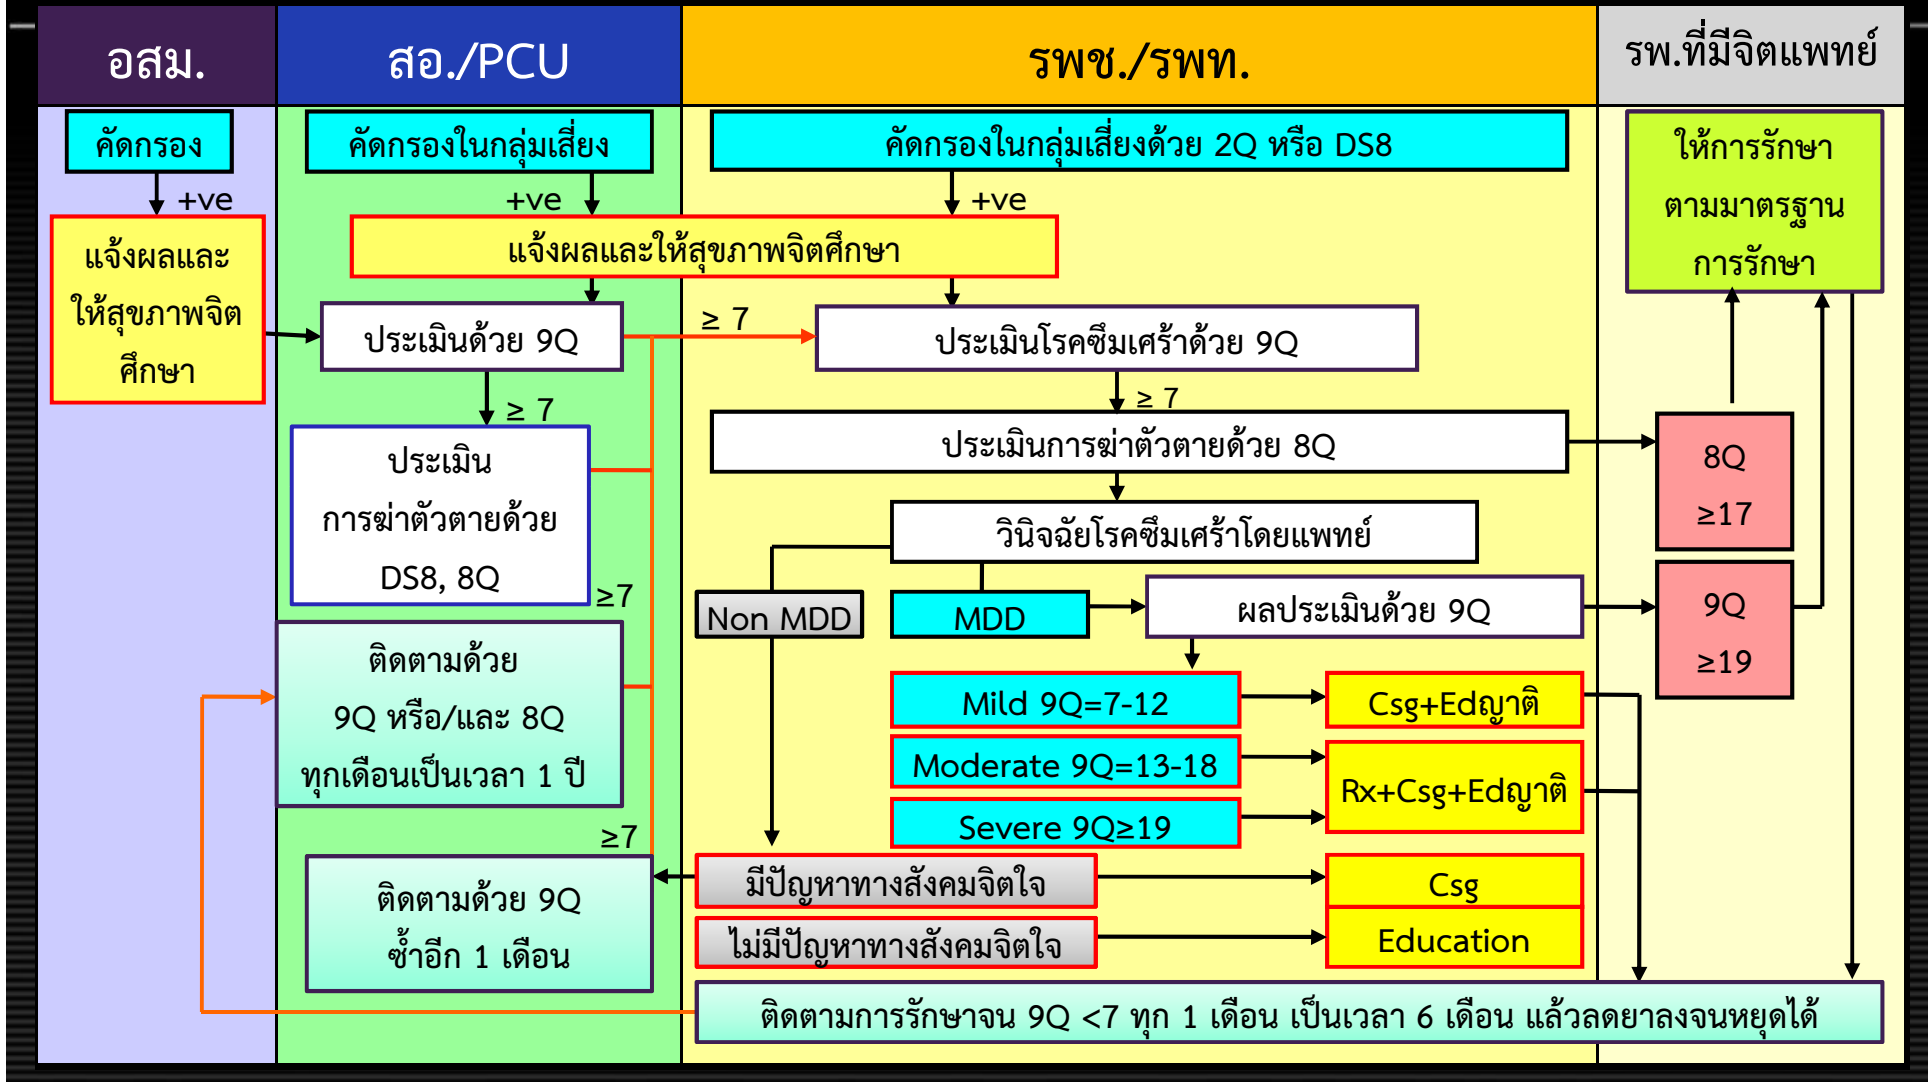 อสม.
สอ./PCU
รพช./รพท.
รพ.ที่มีจิตแพทย์
คัดกรอง
+ve
แจ้งผลและ
ให้สุขภาพจิต
ศึกษา
คัดกรองในกลุ่มเสี่ยง
+ve
คัดกรองในกลุ่มเสี่ยงด้วย 2Q หรือ DS8
+ve
แจ้งผลและให้สุขภาพจิตศึกษา
ประเมินด้วย 9Q
≥ 7
≥ 7
ประเมิน
การฆ่าตัวตายด้วย
DS8, 8Q
≥7
ติดตามด้วย
9Q หรือ/และ 8Q
ทุกเดือนเป็นเวลา 1 ปี
≥7
ติดตามด้วย 9Q
ซ้ำอีก 1 เดือน
ประเมินโรคซึมเศร้าด้วย 9Q
≥ 7
ประเมินการฆ่าตัวตายด้วย 8Q
วินิจฉัยโรคซึมเศร้าโดยแพทย์
Non MDD
MDD
ผลประเมินด้วย 9Q
Mild 9Q=7-12
Csg+Edญาติ
Moderate 9Q=13-18
Rx+Csg+Edญาติ
Severe 9Q≥19
มีปัญหาทางสังคมจิตใจ
Csg
ไม่มีปัญหาทางสังคมจิตใจ
Education
ให้การรักษา
ตามมาตรฐาน
การรักษา
8Q
≥17
9Q
≥19
ติดตามการรักษาจน 9Q <7 ทุก 1 เดือน เป็นเวลา 6 เดือน แล้วลดยาลงจนหยุดได้